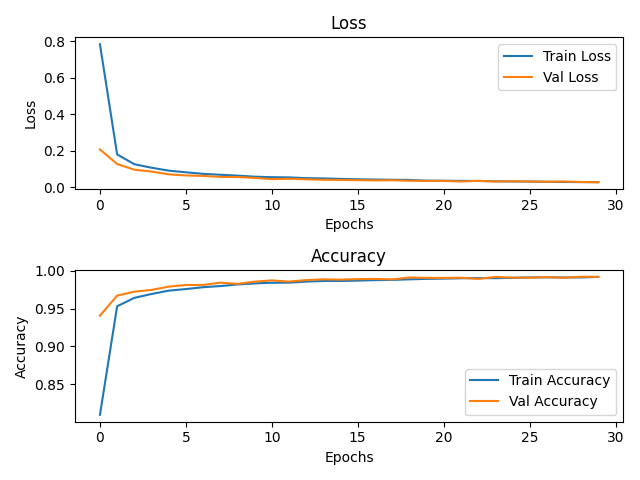 Loss
0.8
0.6
0.4
0.2
0.0
Loss
Train Loss
Val Loss
0 5 10 15 20 25 30
Epochs
Accuracy
1.00
0.95
0.90
0.85
Accuracy
Train Accuracy
Val Accuracy
0 5 10 15 20 25 30
Epochs